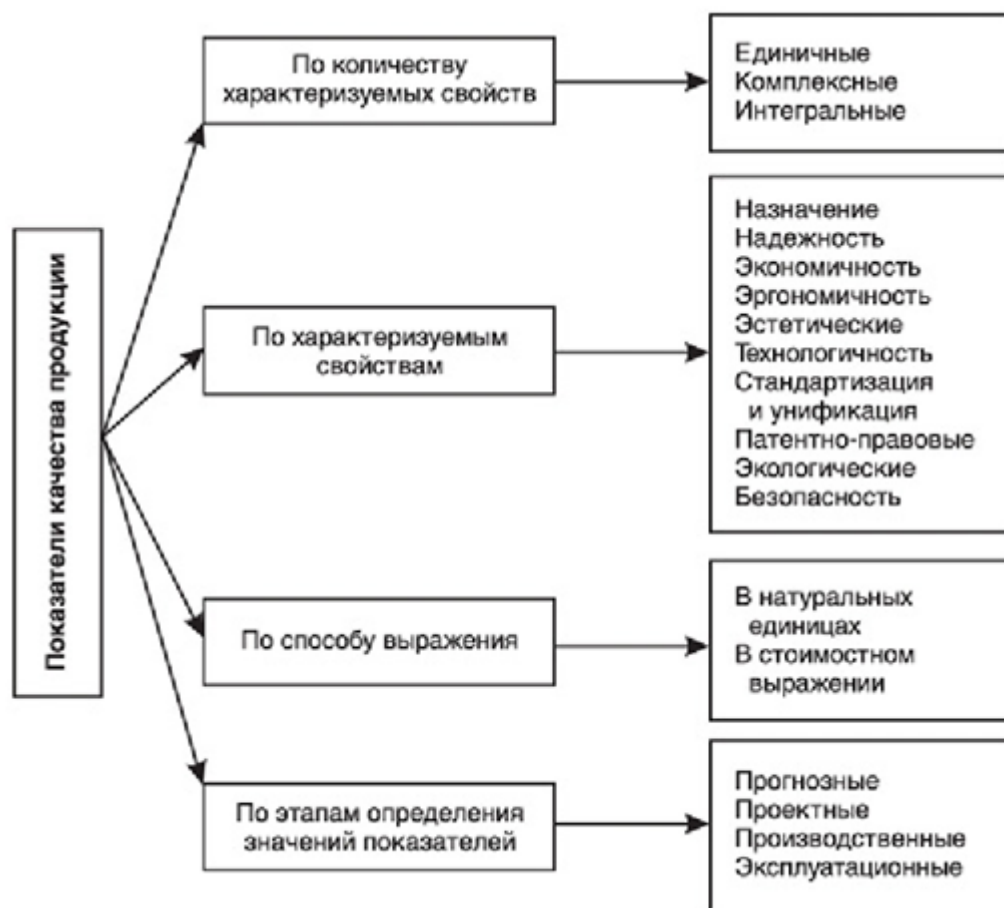 Показатели качества продукции
По количеству
характеризуемых свойств
Единичные
Комплексные
Интегральные
По характеризуемым
свойствам
Назначение
Надежность
Экономичность
Эргономичность
Эстетические
Технологичность
Стандартизация
и унификация
Патентно-правовые
Экологические
Безопасность
По способу выражения
В натуральных
единицах
В стоимостном
выражении
По этапам определения
значений показателей
Прогнозные
Проектные
Производственные
Эксплуатационные